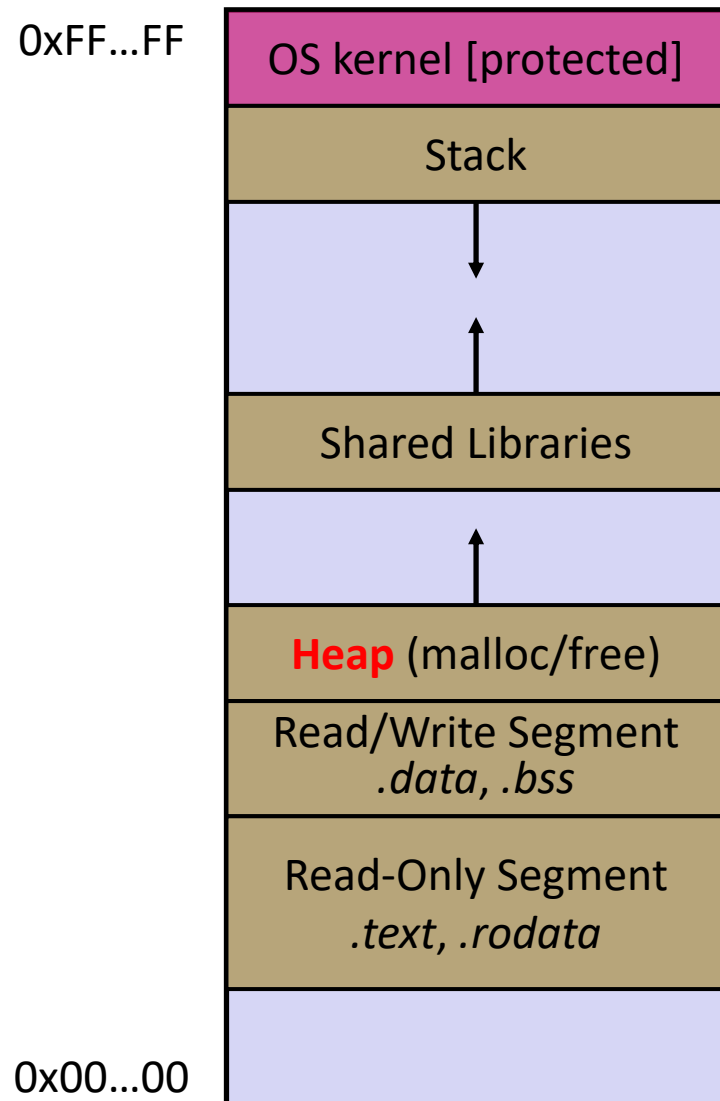 0xFF…FF
OS kernel [protected]
Stack
Shared Libraries
Heap (malloc/free)
Read/Write Segment
.data, .bss
Read-Only Segment
.text, .rodata
0x00…00